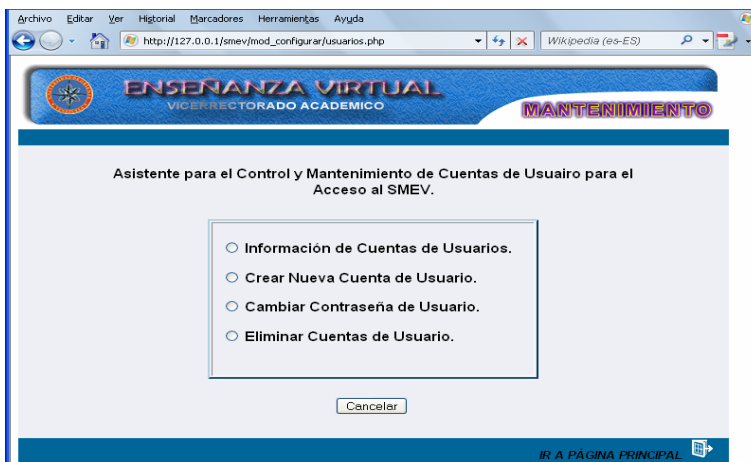 Archivo Editar Ver Historial Marcadores Herramientas Ayuda
http://127.0.0.1/smev/mod_configurar/usuarios.php Wikipedia (es-ES)
ENSEÑANZA VIRTUAL
VICERRECTORADO ACADEMICO
MANTENIMIENTO
Asistente para el Control y Mantenimiento de Cuentas de Usuairo para el
Acceso al SMEV.
Información de Cuentas de Usuarios.
Crear Nueva Cuenta de Usuario.
Cambiar Contraseña de Usuario.
Eliminar Cuentas de Usuario.
Cancelar
IR A PÁGINA PRINCIPAL